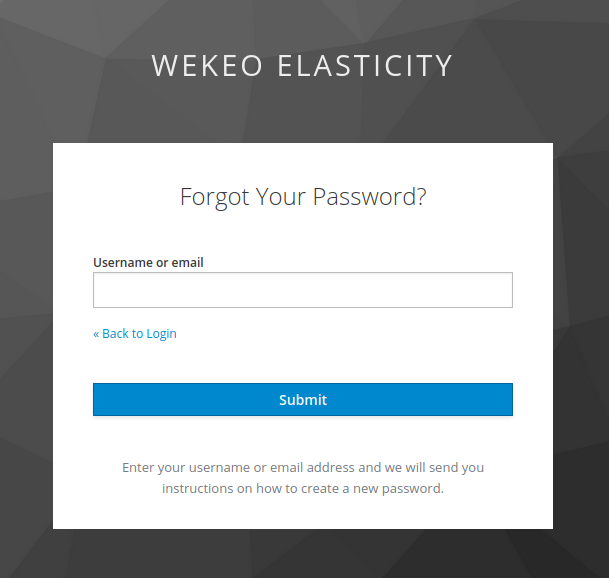 WEKEO ELASTICITY
Forgot Your Password?
Username or email
« Back to Login
Submit
Enter your username or email address and we will send you
instructions on how to create a new password.